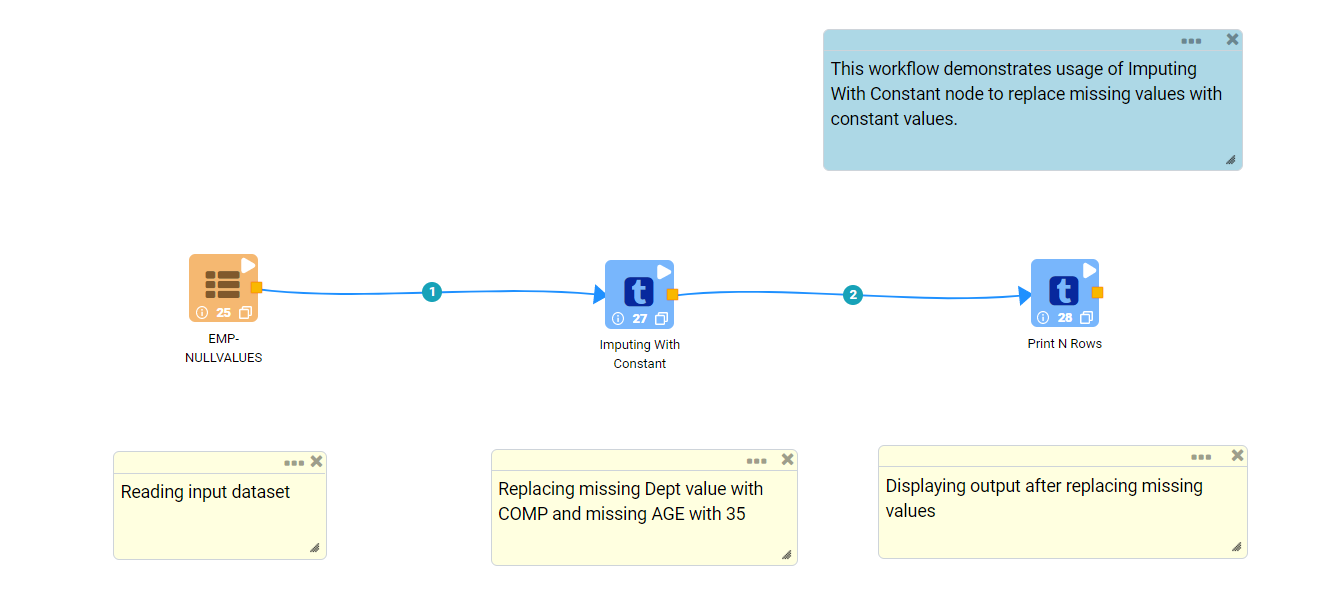 This workflow demonstrates usage of Imputing
With Constant node to replace missing values with
constant values.
1
2
t
t
25
27
28
EMP-
NULLVALUES
Imputing With
Constant
Print N Rows
Reading input dataset
Replacing missing Dept value with
COMP and missing AGE with 35
Displaying output after replacing missing
values